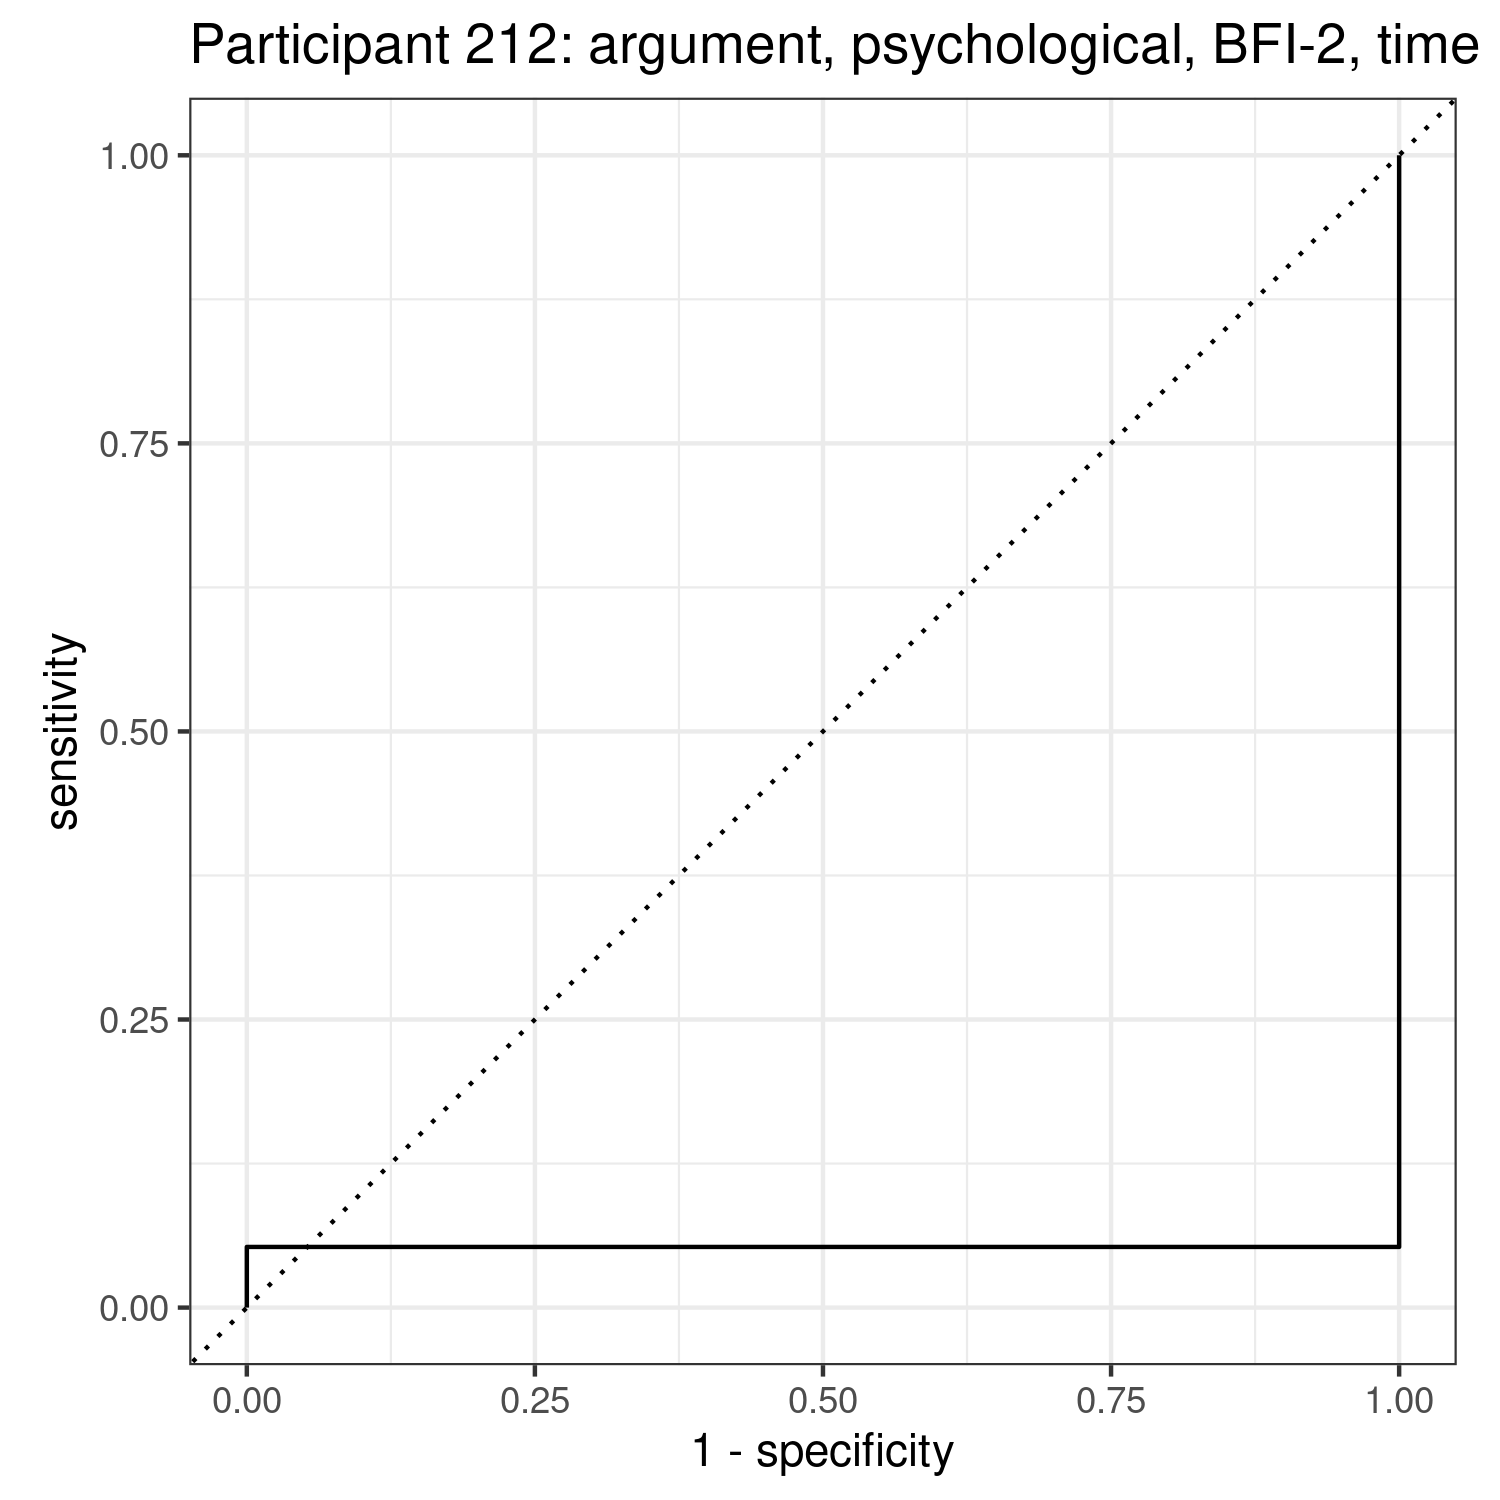 Participant 212: argument, psychological, BFI-2, time
1.00
0.75
0.50
0.25
0.00
sensitivity
0.00 0.25 0.50 0.75 1.00
1 - specificity